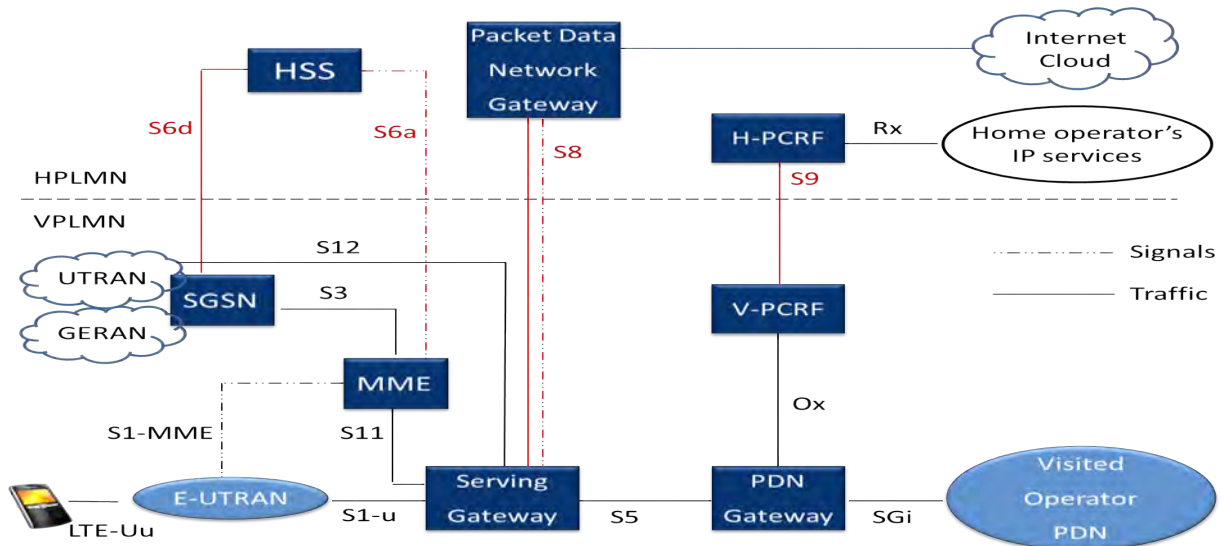 Packet Data
Network
Gateway
Internet
Cloud
HSS
S6d
S6a
S8
H-PCRF
Rx
Home operator's
IP services
HPLMN
S9
VPLMN
S12
Signals
UTRAN
SGSN
S3
Traffic
GERAN
V-PCRF
MME
Ox
S1-MME
S11
Visited
Operator
PDN
E-UTRAN
Serving
Gateway
PDN
Gateway
LTE-Uu
S1-u
S5
SGi